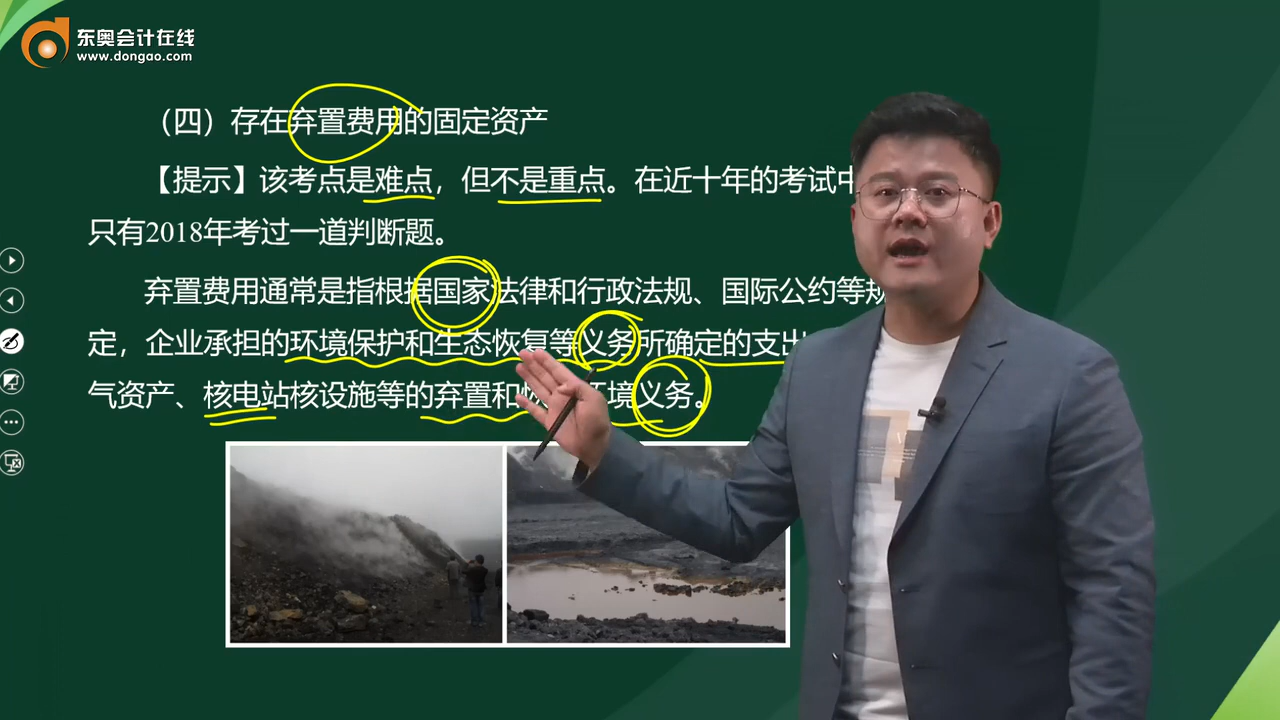 东奥会计在线
www.dongao.com
（四）存在弃置费用的固定资产
【提示】该考点是难点，但不是重点。在近十年的考试中
只有2018年考过一道判断题。
弃置费用通常是指根据国家法律和行政法规、国际公约等规
定，企业承担的环境保护和生态恢复等义务所确定的支出
气资产、核电站核设施等的弃置和恢 环境义务。